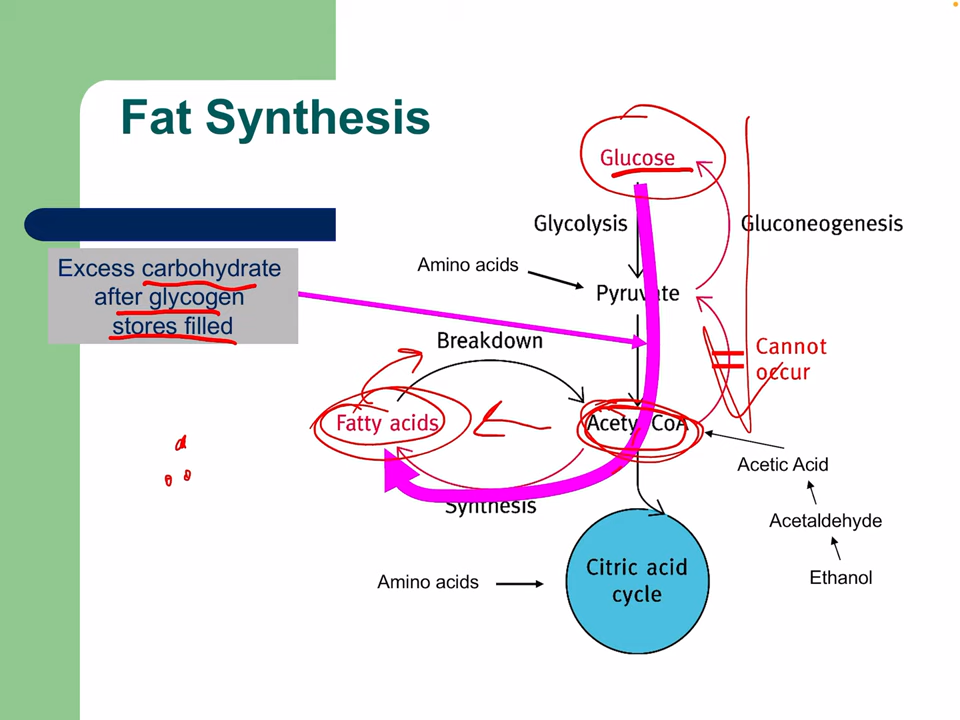 Fat Synthesis
Glucose
Glycolysis
Gluconeogenesis
Excess carbohydrate
after glycogen
stores filled
Amino acids
Pyruvate
Breakdown
Cannot
occur
Fatty acids
Acetyl CoA
Acetic Acid
Synthesis
Acetaldehyde
Citric acid
cycle
Amino acids
Ethanol